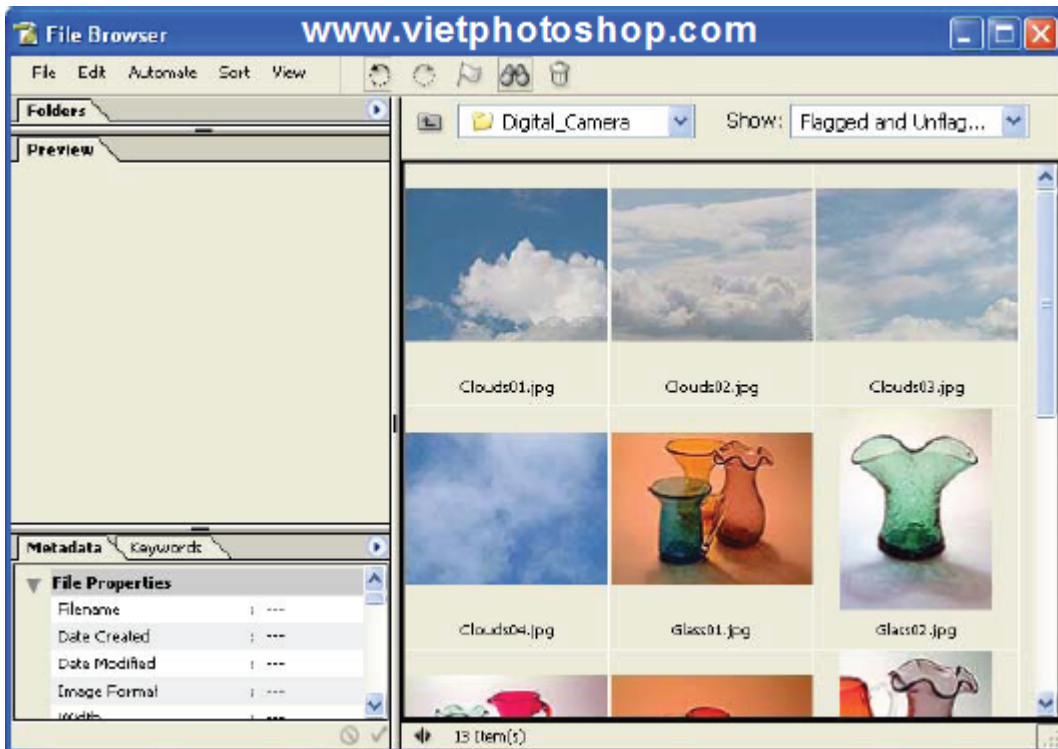 File Browser
www.vietphotoshop.com
File Edit Automate Sort View
Folders
Digital_Camera
Show: Flagged and Unflag...
Preview
Clouds01.jpg Clouds02.jpg Clouds03.jpg
Clouds04.jpg Glass01.jpg Glass02.jpg
Metadata Keywords
File Properties
Filename : ---
Date Created : ---
Date Modified : ---
Image Format : ---
Width : ---
13 Item(s)